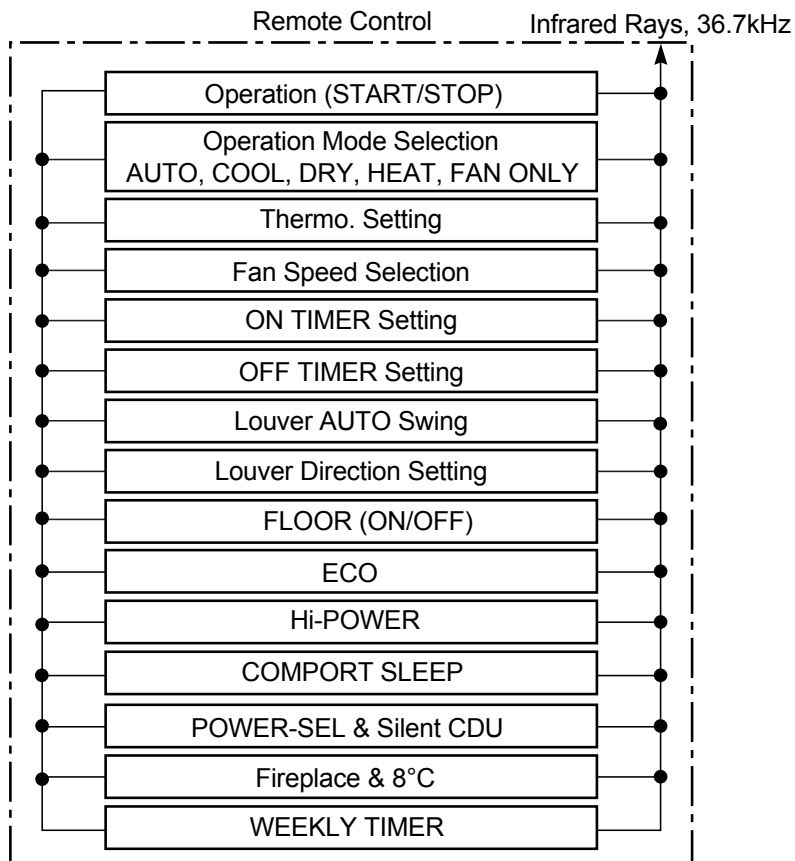 Remote Control
Infrared Rays, 36.7kHz
Operation (START/STOP)
Operation Mode Selection
AUTO, COOL, DRY, HEAT, FAN ONLY
Thermo. Setting
Fan Speed Selection
ON TIMER Setting
OFF TIMER Setting
Louver AUTO Swing
Louver Direction Setting
FLOOR (ON/OFF)
ECO
Hi-POWER
COMPORT SLEEP
POWER-SEL & Silent CDU
Fireplace & 8°C
WEEKLY TIMER